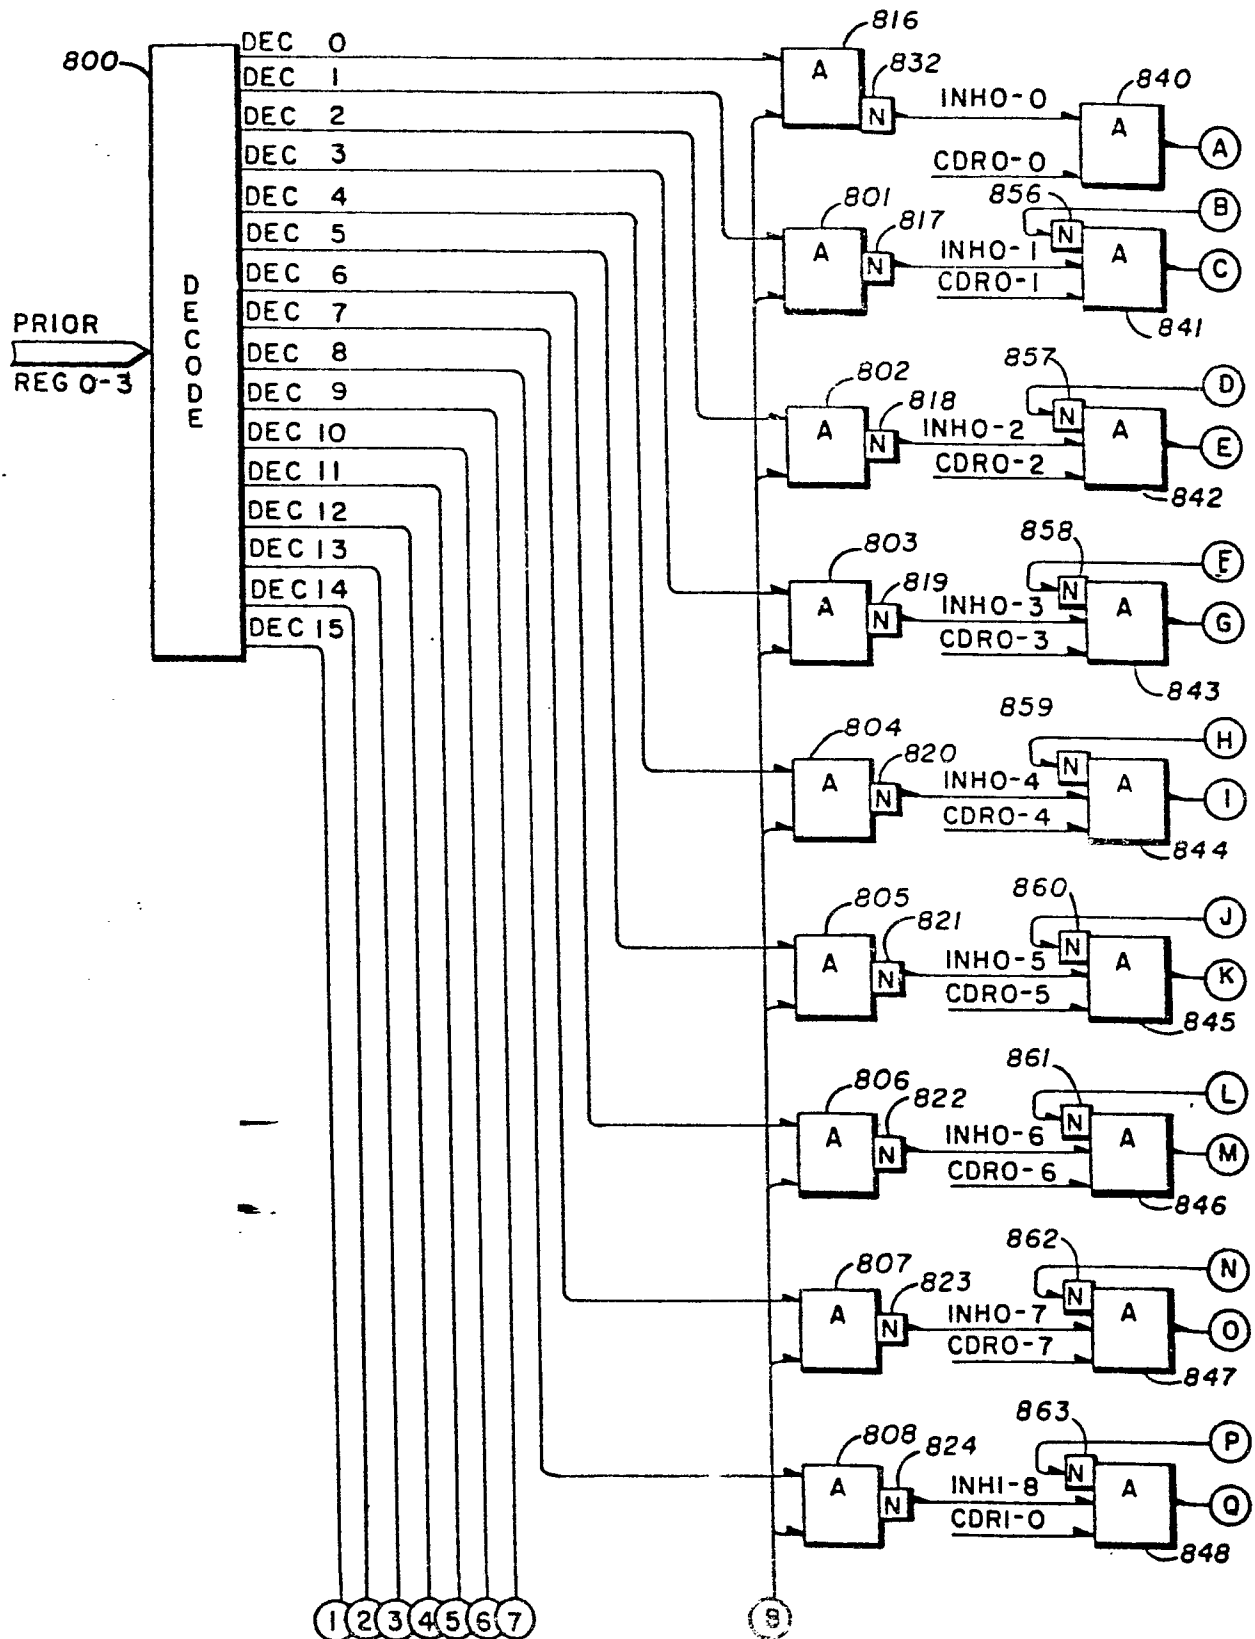 816
800
DEC 0
DEC 1
DEC 2
DEC 3
DEC 4
DEC 5
DEC 6
DEC 7
DEC 8
DEC 9
DEC 10
DEC 11
DEC 12
DEC 13
DEC 14
DEC 15
DECODE
PRIOR
REG 0-3
A
832
N
INHO-0
CDRO-0
840
A
A
801
A
817
N
INHO-1
CDRO-1
856
N
B
A
C
841
802
A
818
N
INHO-2
CDRO-2
857
N
D
A
E
842
803
A
819
N
INHO-3
CDRO-3
858
N
F
A
G
843
804
A
820
N
INHO-4
CDRO-4
859
N
H
A
I
844
805
A
821
N
INHO-5
CDRO-5
860
N
J
A
K
845
806
A
822
N
INHO-6
CDRO-6
861
N
L
A
M
846
807
A
823
N
INHO-7
CDRO-7
862
N
N
A
O
847
808
A
824
N
INHI-8
CDRI-0
863
N
P
A
Q
848
1 2 3 4 5 6 7